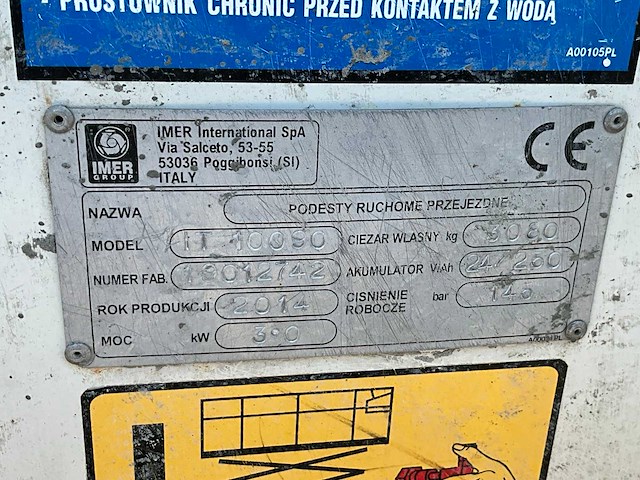 PROSTOWNIK CHRONIĆ PRZED KONTAKTEM Z WODĄ
A00105PL
IMER International SpA
Via Salceto, 53-55
53036 Poggibonsi (SI)
ITALY
IMER
GROUP
CE
NAZWA PODESTY RUCHOME PRZEJEZDNE
MODEL IT 10090 CIEZAR WLASNY kg 3080
NUMER FAB. 19012742 AKUMULATOR V/Ah 24/260
ROK PRODUKCJI 2014 CISNIENIE ROBOCZE bar 145
MOC kW 3.0